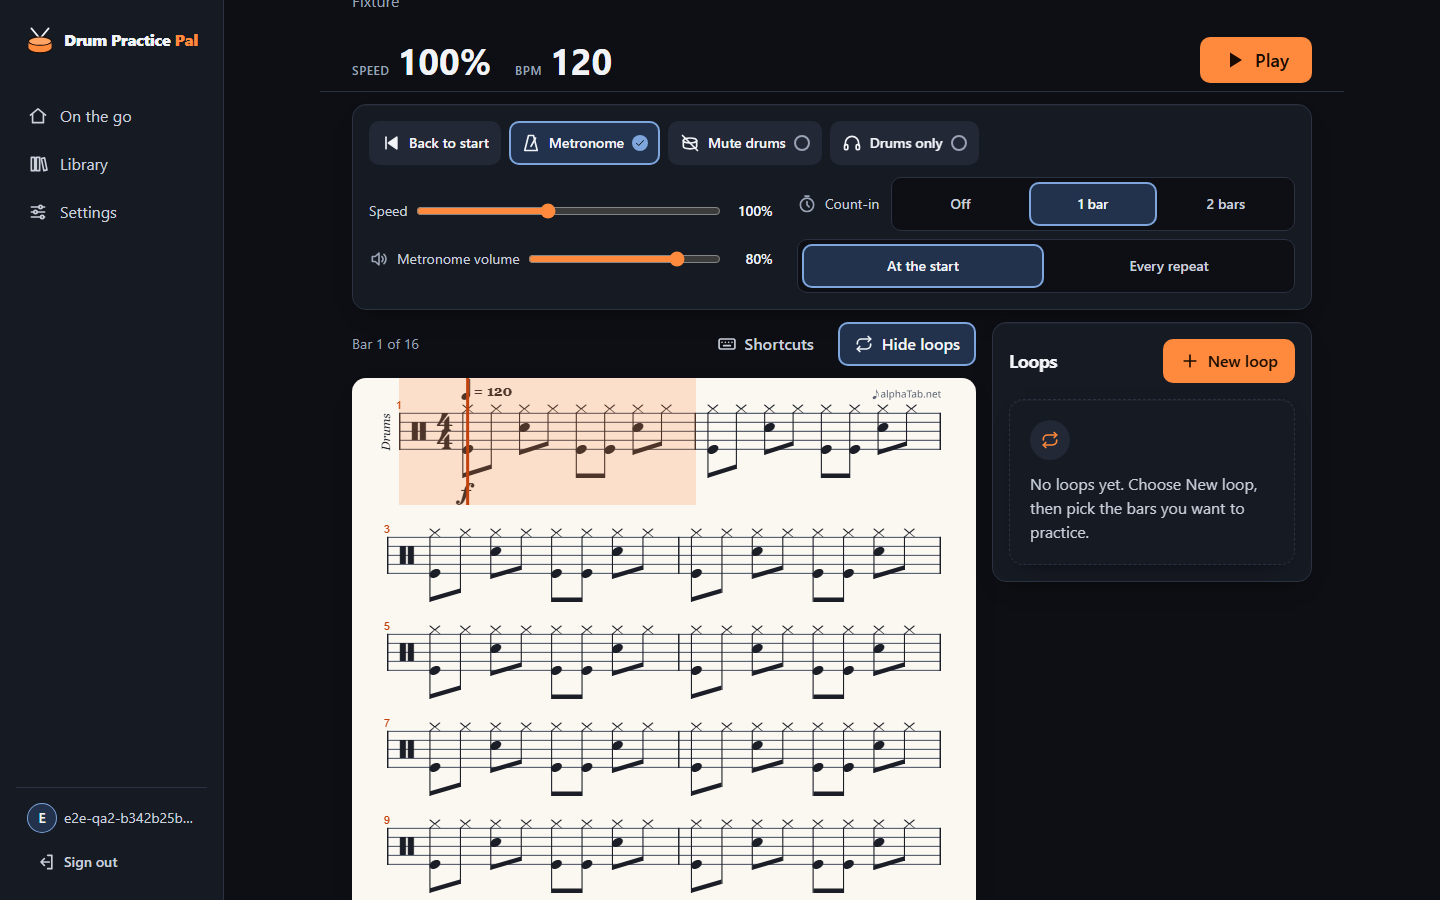 Fixture
Drum Practice Pal
SPEED 100% BPM 120
Play
On the go
Library
Settings
Back to start
Metronome
Mute drums
Drums only
Speed
100%
Count-in
Off
1 bar
2 bars
Metronome volume
80%
At the start
Every repeat
Bar 1 of 16
Shortcuts
Hide loops
Loops
New loop
No loops yet. Choose New loop,
then pick the bars you want to
practice.
= 120
alphaTab.net
1
Drums
4
4
f
3
5
7
9
E
e2e-qa2-b342b25b...
Sign out